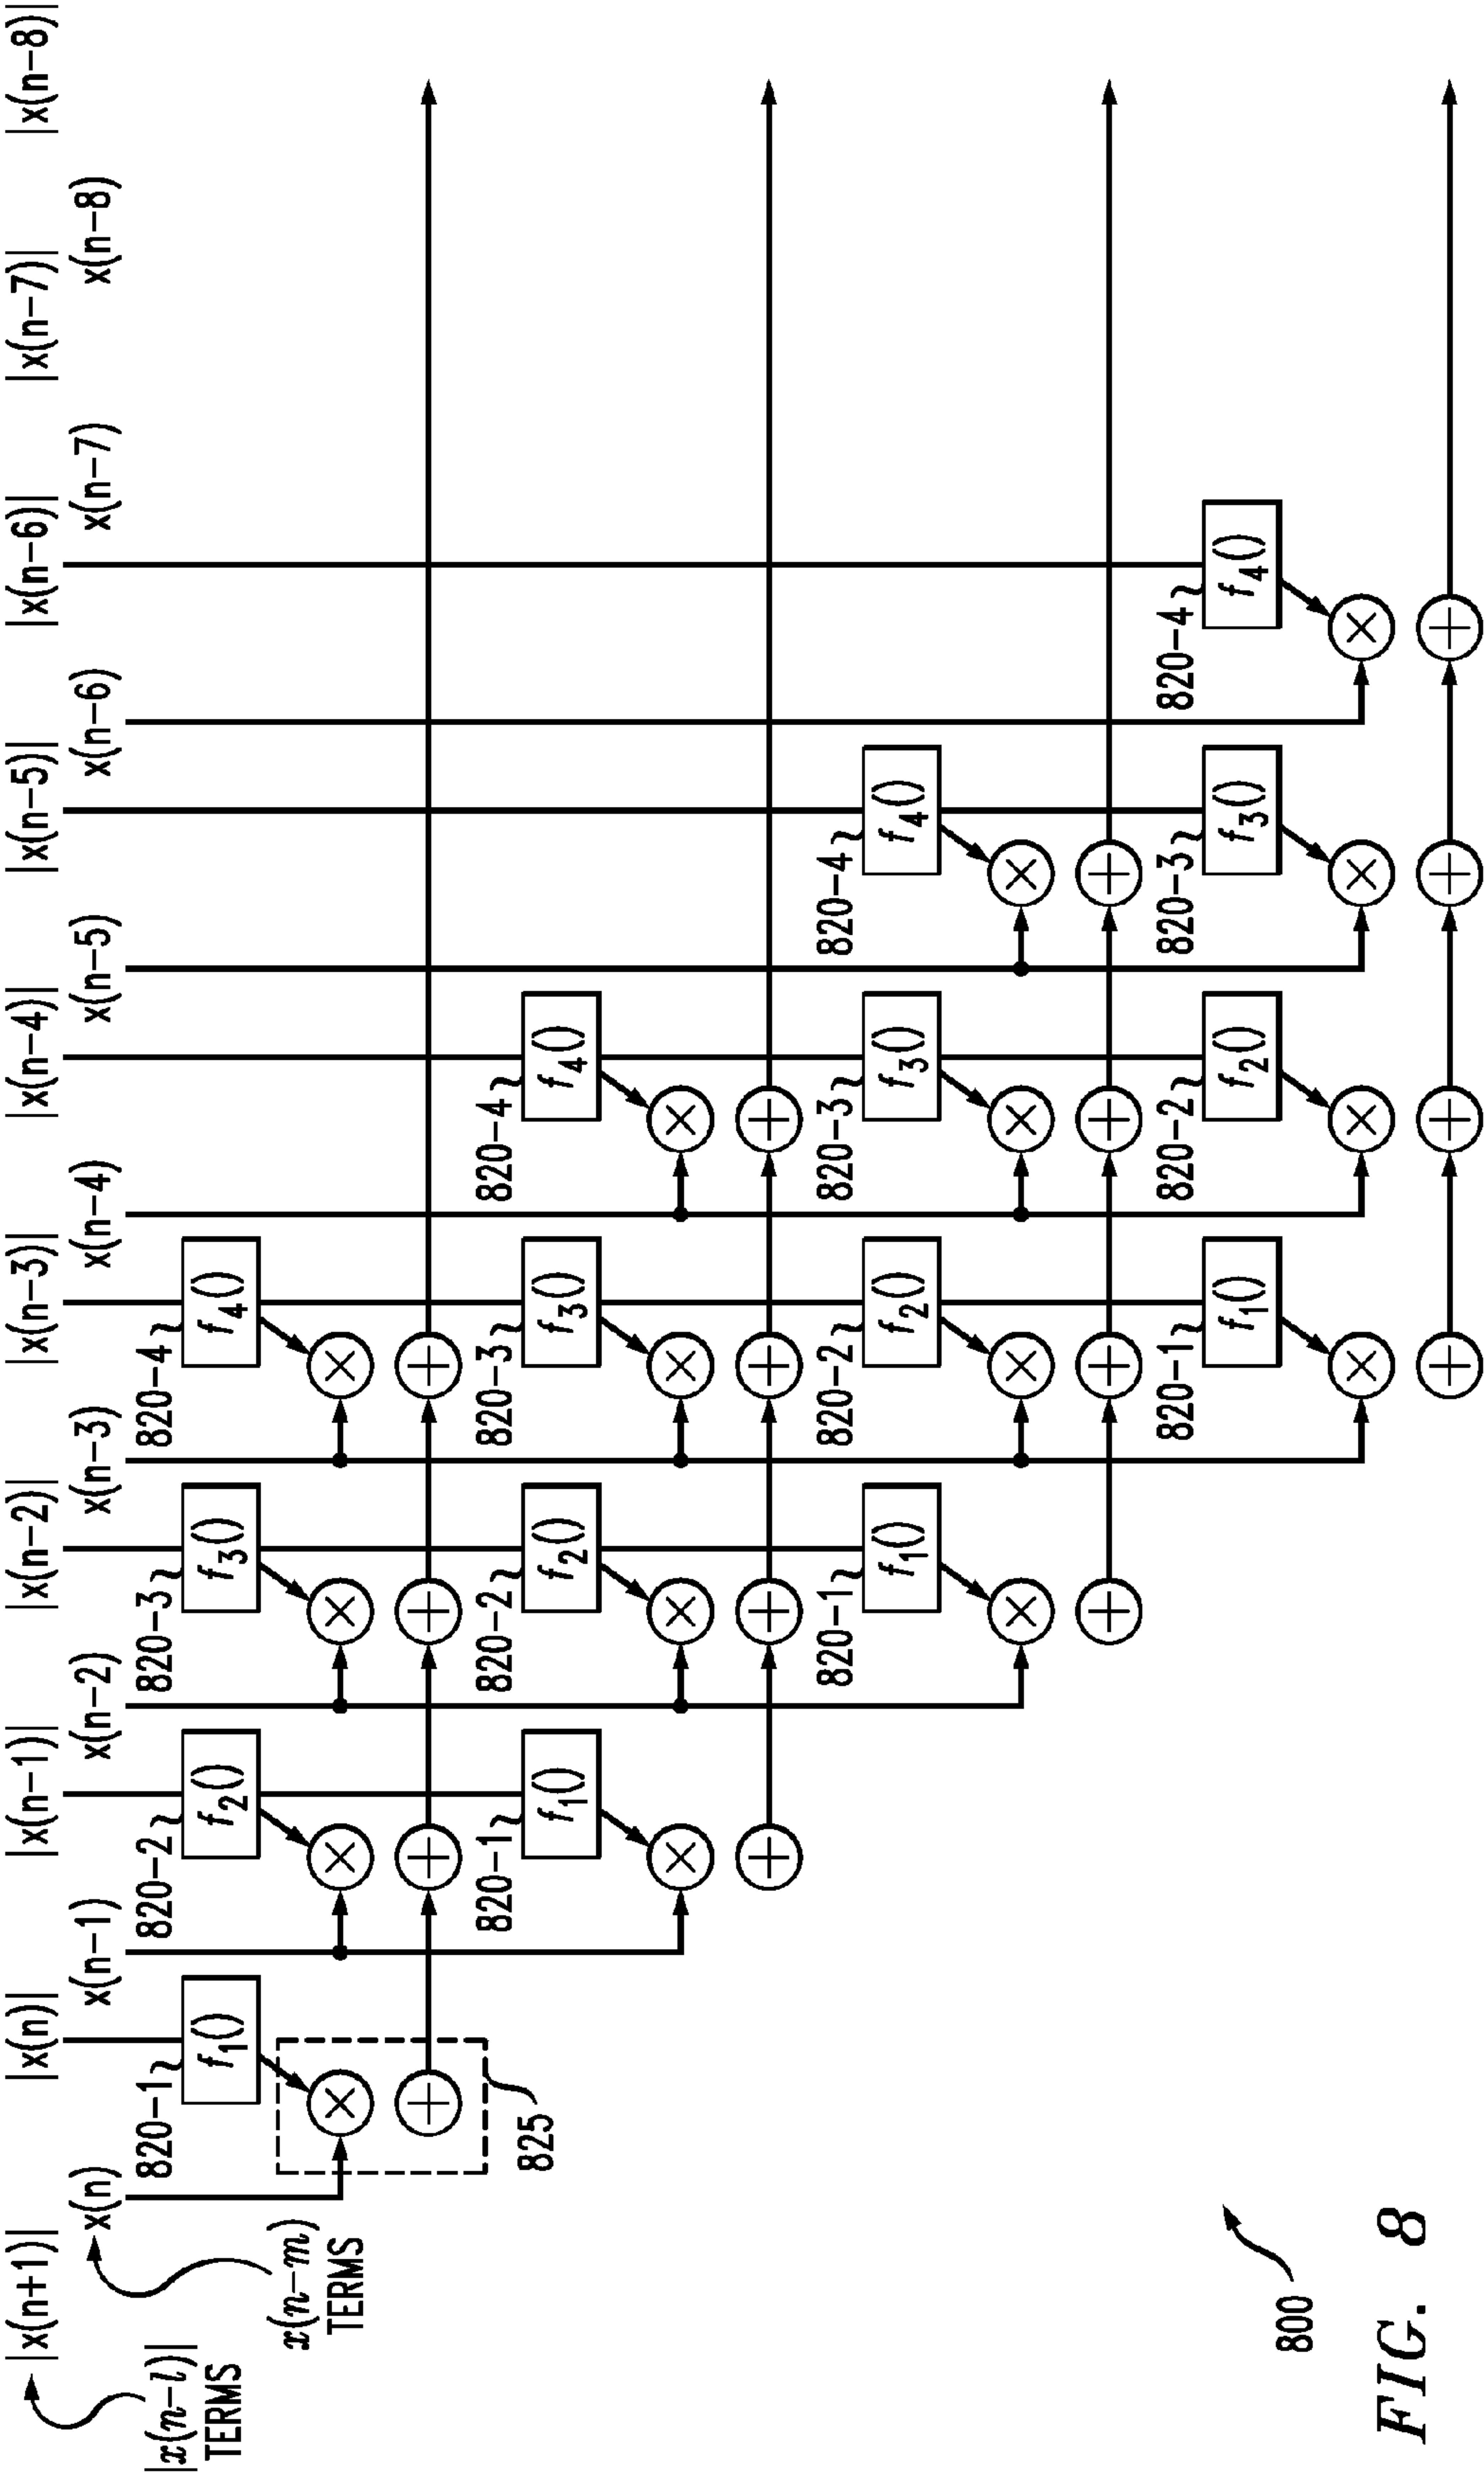 |x(n+1)| |x(n)| |x(n-1)| |x(n-2)| |x(n-3)| |x(n-4)| |x(n-5)| |x(n-6)| |x(n-7)| |x(n-8)|
x(n) x(n-1) x(n-2) x(n-3) x(n-4) x(n-5) x(n-6) x(n-7) x(n-8)
|x(n-l)|
TERMS
x(n-m)
TERMS
820-1 820-2 820-3 820-4
f1() f2() f3() f4()
825
820-1 820-2 820-3 820-4
f1() f2() f3() f4()
820-1 820-2 820-3 820-4
f1() f2() f3() f4()
820-1 820-2 820-3 820-4
f1() f2() f3() f4()
800
FIG. 8